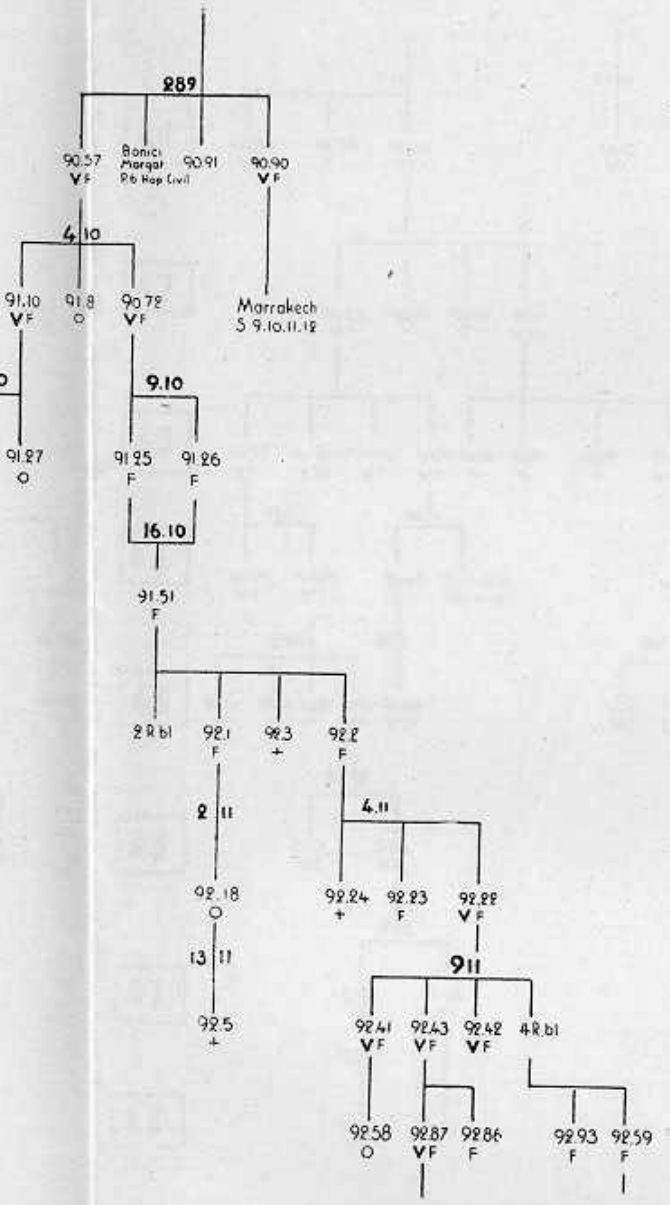 289
90.57
V F
Bonici
Margot
R6 Hop Civil
90.91
90.90
V F
4 10
91.10
V F
91.8
O
90.72
V F
Marrakech
S 9.10.11.12
0
9.10
91.27
O
91.25
F
91.26
F
16.10
91.51
F
2 R bl
92.1
F
92.3
+
92.2
F
2 11
4.11
92.18
O
92.24
+
92.23
F
92.22
V F
13 11
9 11
92.5
+
92.41
V F
92.43
V F
92.42
V F
4 R.bl
92.58
O
92.87
V F
92.86
F
92.93
F
92.59
F